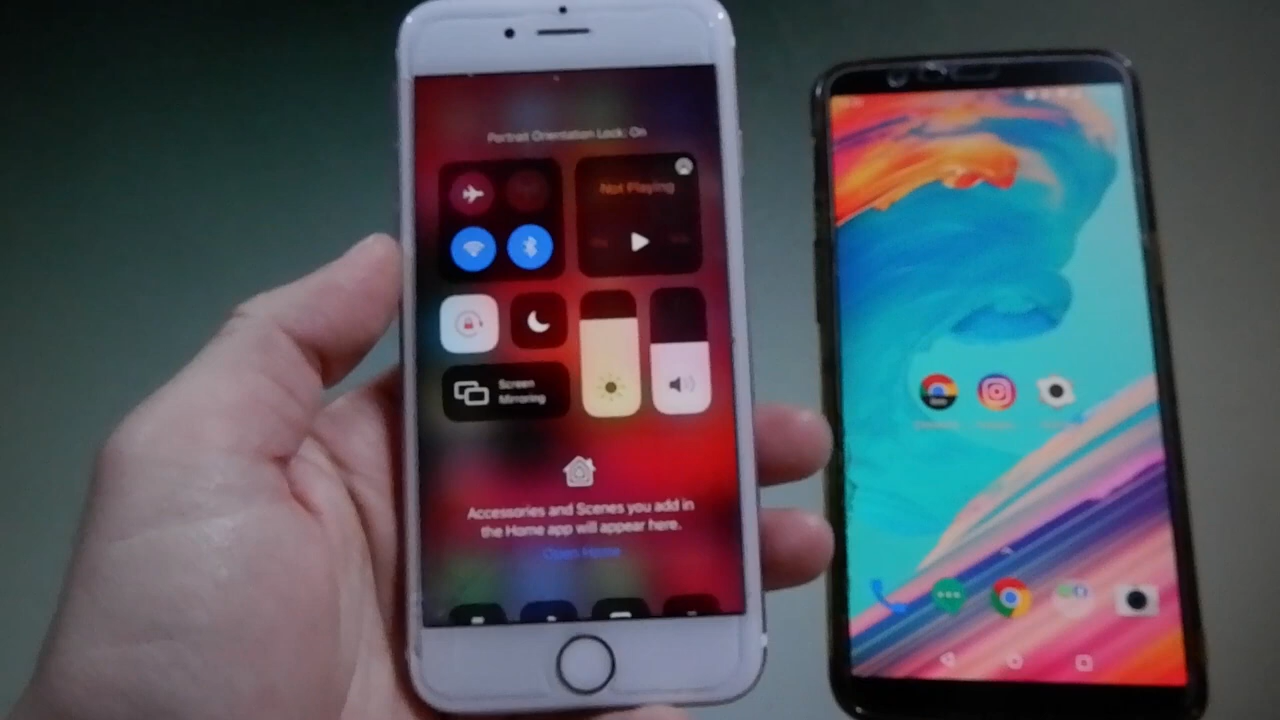 Portrait Orientation Lock: On
Not Playing
Screen
Mirroring
Accessories and Scenes you add in
the Home app will appear here.
Open Home